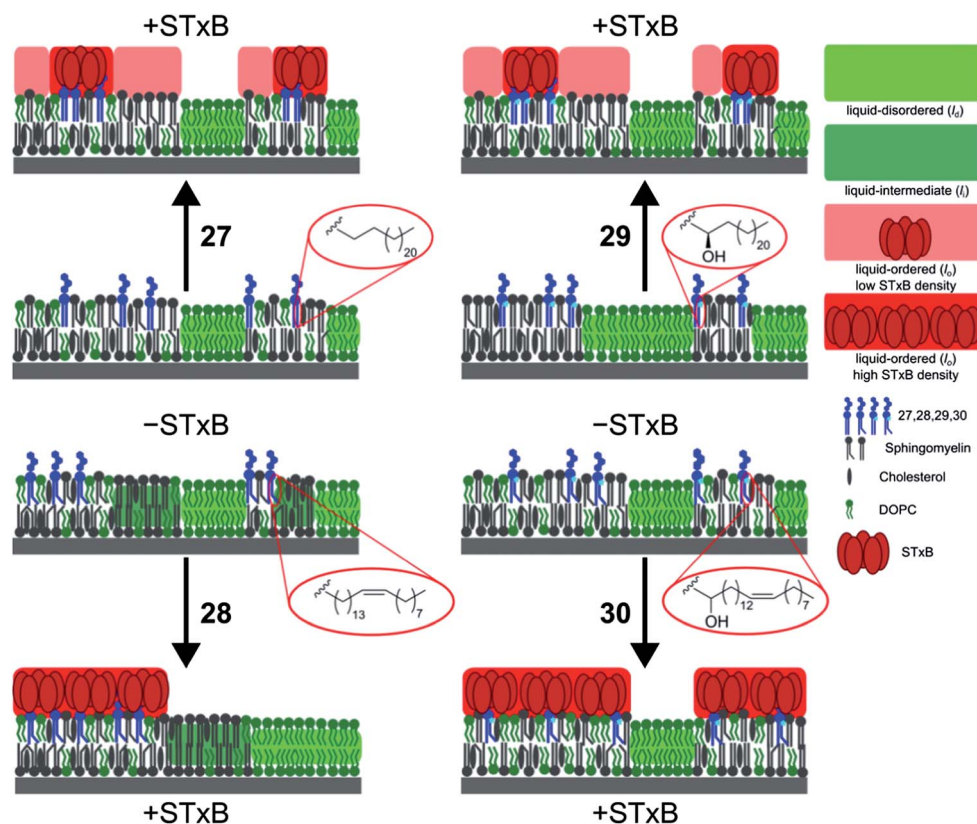 +STxB
+STxB
27
20
29
OH
20
−STxB
−STxB
28
13
7
30
12
7
OH
+STxB
+STxB
liquid-disordered (ld)
liquid-intermediate (li)
liquid-ordered (lo)
low STxB density
liquid-ordered (lo)
high STxB density
27,28,29,30
Sphingomyelin
Cholesterol
DOPC
STxB